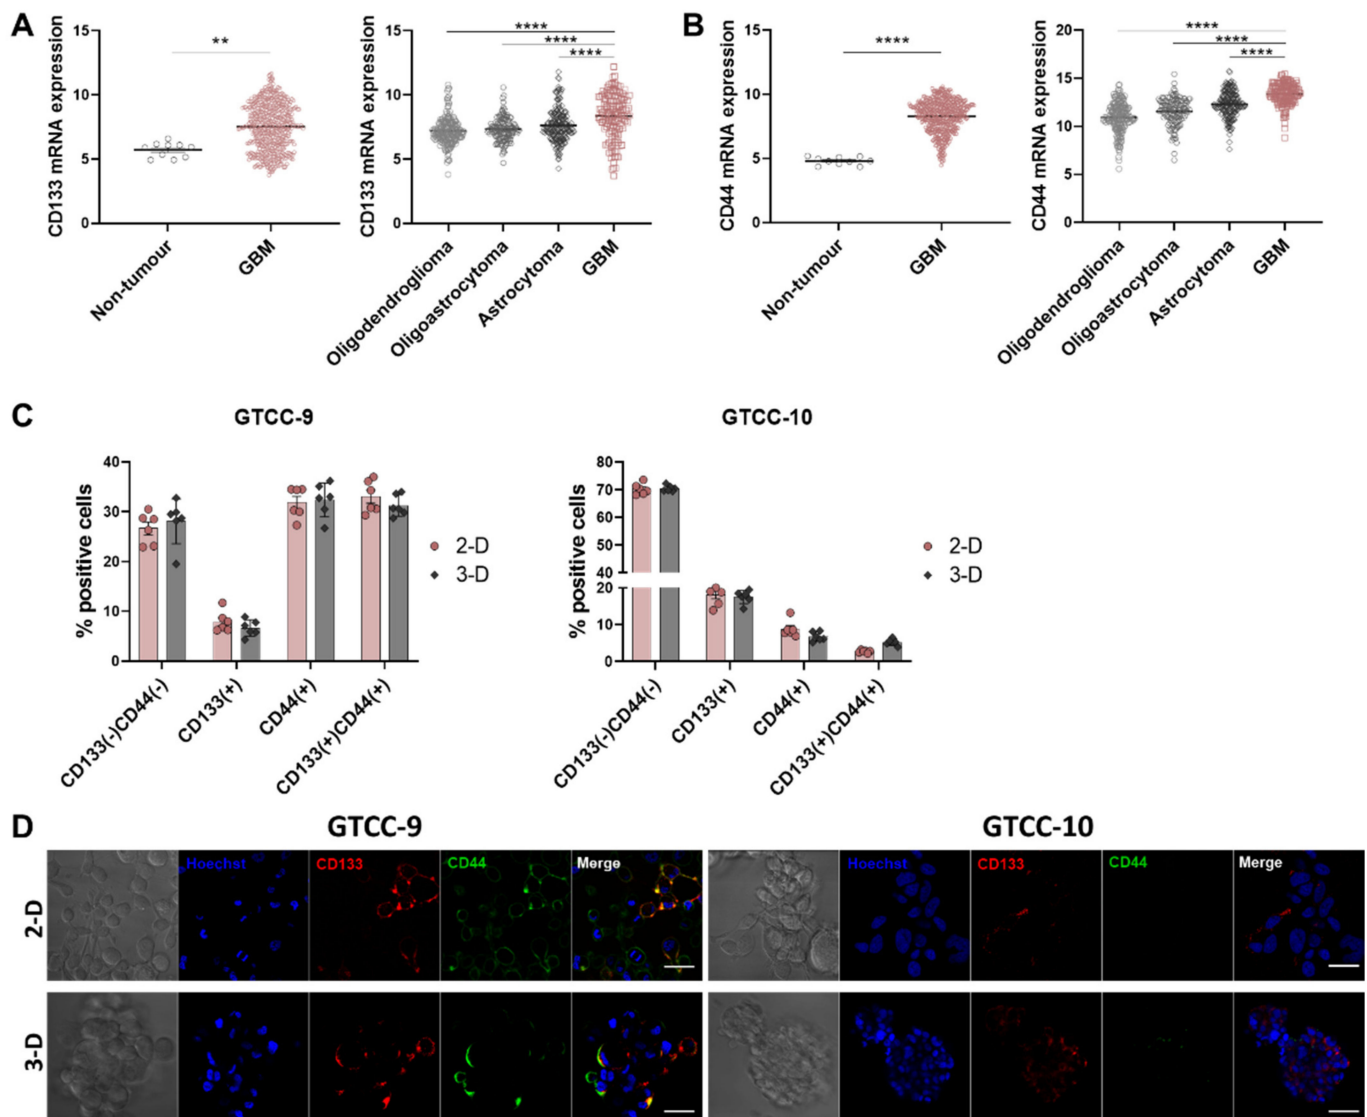 A
CD133 mRNA expression
15
10
5
0
**
Non-tumour
GBM
CD133 mRNA expression
15
10
5
0
****
****
****
Oligodendroglioma
Oligoastrocytoma
Astrocytoma
GBM
B
CD44 mRNA expression
15
10
5
0
****
Non-tumour
GBM
CD44 mRNA expression
20
15
10
5
0
****
****
****
Oligodendroglioma
Oligoastrocytoma
Astrocytoma
GBM
C
GTCC-9
% positive cells
40
30
20
10
0
CD133(-)CD44(-)
CD133(+)
CD44(+)
CD133(+)CD44(+)
2-D
3-D
GTCC-10
% positive cells
80
70
60
50
40
20
10
0
CD133(-)CD44(-)
CD133(+)
CD44(+)
CD133(+)CD44(+)
2-D
3-D
D
GTCC-9
GTCC-10
2-D
Hoechst
CD133
CD44
Merge
Hoechst
CD133
CD44
Merge
3-D